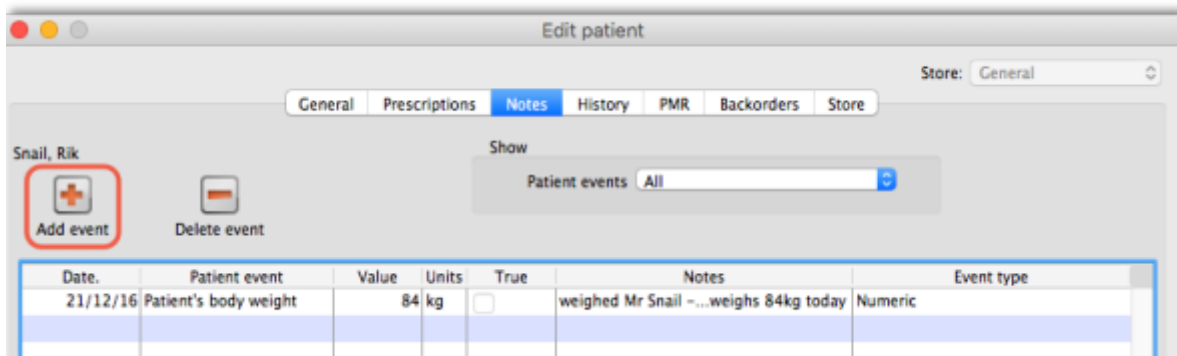 Edit patient
Store: General
General Prescriptions Notes History PMR Backorders Store
Snail, Rik
Show
Patient events All
Add event Delete event
Date. Patient event Value Units True Notes Event type
21/12/16 Patient's body weight 84 kg weighed Mr Snail –...weighs 84kg today Numeric